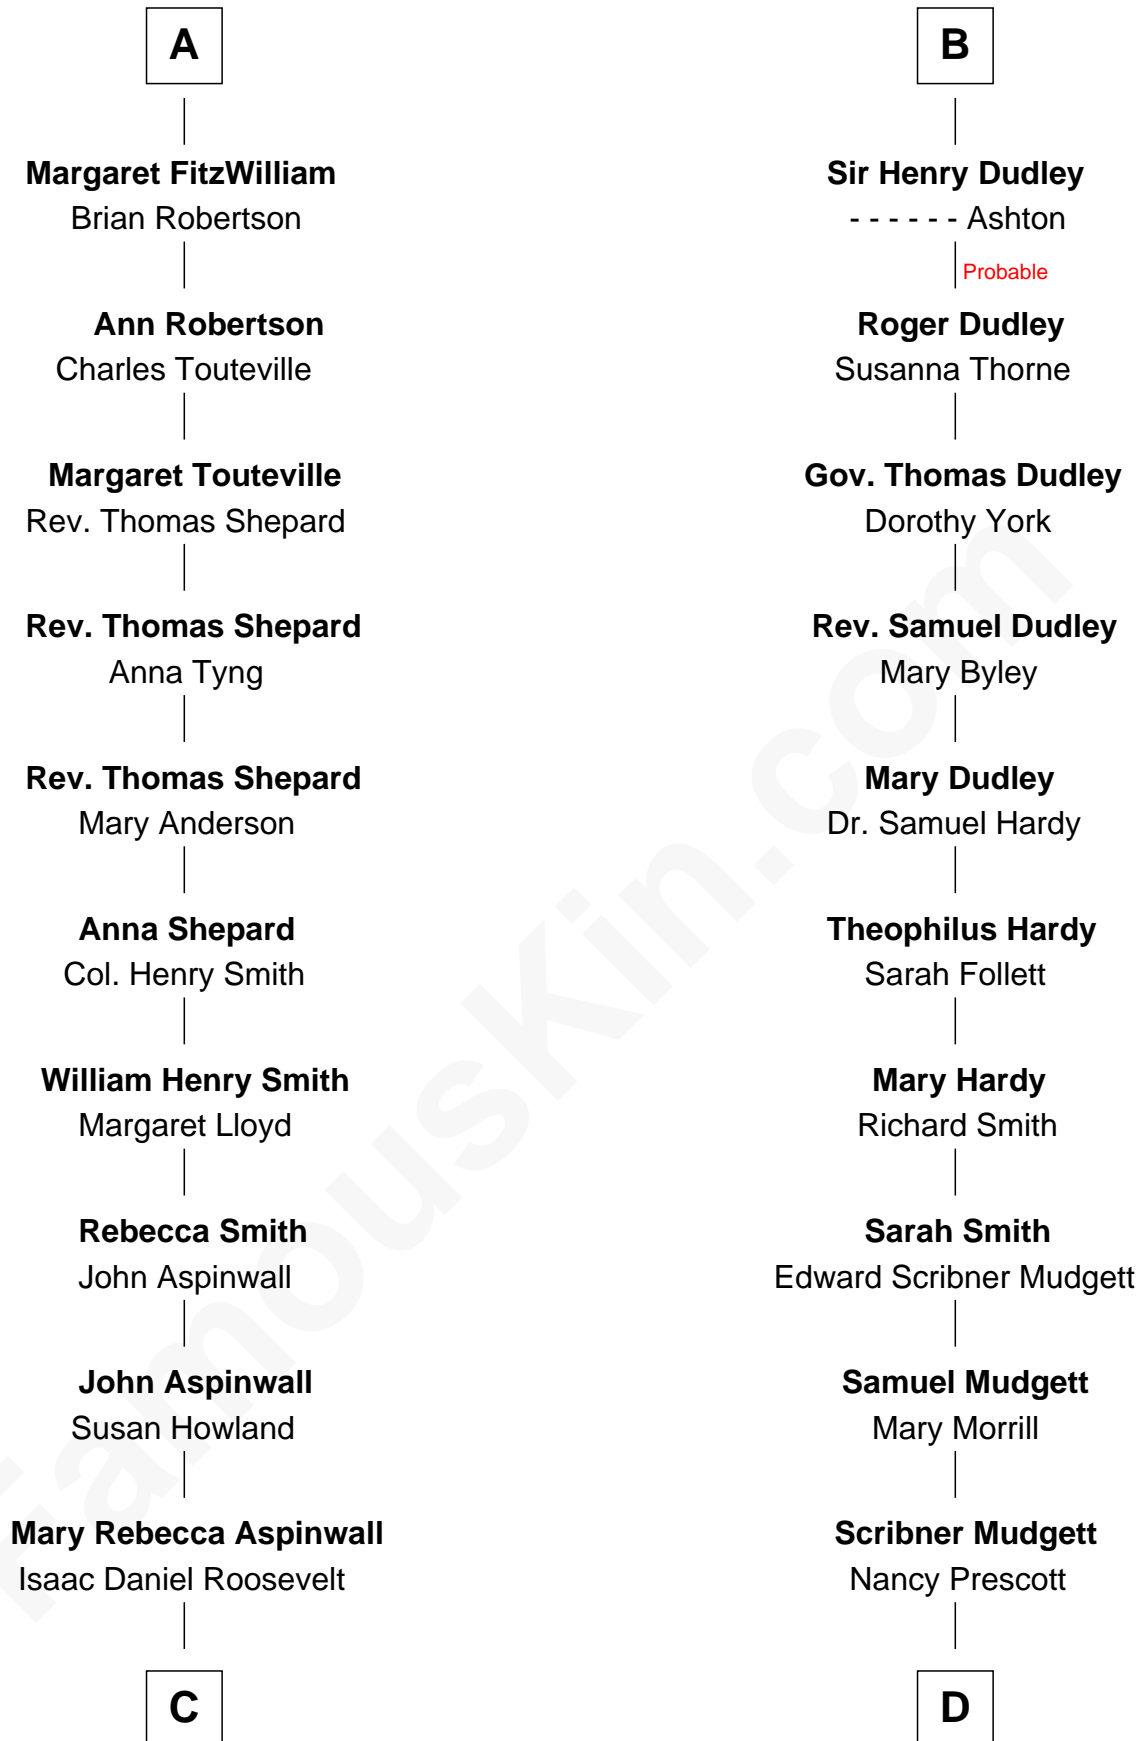 A
Margaret FitzWilliam
Brian Robertson
Ann Robertson
Charles Touteville
Margaret Touteville
Rev. Thomas Shepard
Rev. Thomas Shepard
Anna Tyng
Rev. Thomas Shepard
Mary Anderson
Anna Shepard
Col. Henry Smith
William Henry Smith
Margaret Lloyd
Rebecca Smith
John Aspinwall
John Aspinwall
Susan Howland
Mary Rebecca Aspinwall
Isaac Daniel Roosevelt
C
B
Sir Henry Dudley
- - - - - - Ashton
Probable
Roger Dudley
Susanna Thorne
Gov. Thomas Dudley
Dorothy York
Rev. Samuel Dudley
Mary Byley
Mary Dudley
Dr. Samuel Hardy
Theophilus Hardy
Sarah Follett
Mary Hardy
Richard Smith
Sarah Smith
Edward Scribner Mudgett
Samuel Mudgett
Mary Morrill
Scribner Mudgett
Nancy Prescott
D
FamousKin.com